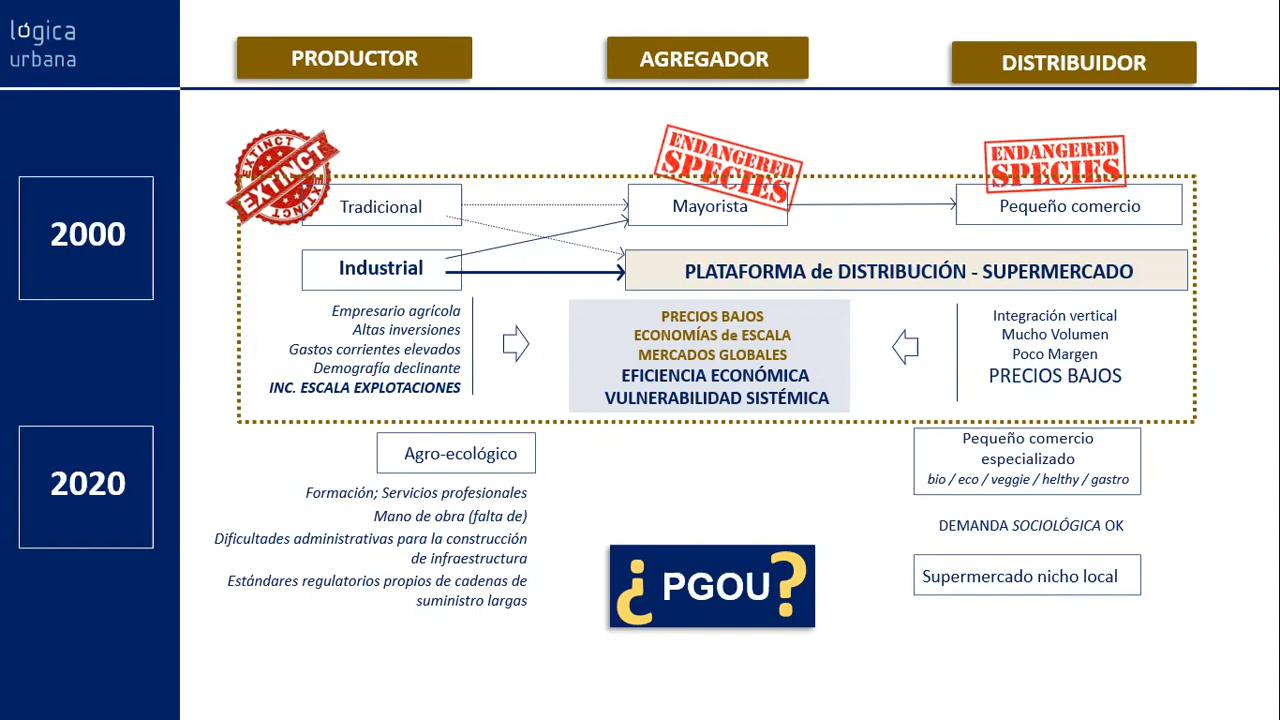 lógica
urbana
PRODUCTOR
AGREGADOR
DISTRIBUIDOR
2000
EXTINCT
EXTINCT
EXTINCT
ENDANGERED
SPECIES
ENDANGERED
SPECIES
Tradicional
Mayorista
Pequeño comercio
Industrial
PLATAFORMA de DISTRIBUCIÓN - SUPERMERCADO
Empresario agrícola
Altas inversiones
Gastos corrientes elevados
Demografía declinante
INC. ESCALA EXPLOTACIONES
PRECIOS BAJOS
ECONOMÍAS de ESCALA
MERCADOS GLOBALES
EFICIENCIA ECONÓMICA
VULNERABILIDAD SISTÉMICA
Integración vertical
Mucho Volumen
Poco Margen
PRECIOS BAJOS
2020
Agro-ecológico
Formación; Servicios profesionales
Mano de obra (falta de)
Dificultades administrativas para la construcción
de infraestructura
Estándares regulatorios propios de cadenas de
suministro largas
¿PGOU?
Pequeño comercio
especializado
bio / eco / veggie / helthy / gastro
DEMANDA SOCIOLÓGICA OK
Supermercado nicho local